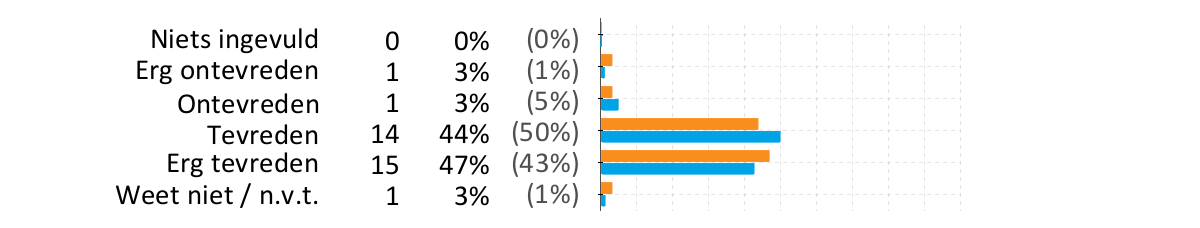 Niets ingevuld 0 0% (0%)
Erg ontevreden 1 3% (1%)
Ontevreden 1 3% (5%)
Tevreden 14 44% (50%)
Erg tevreden 15 47% (43%)
Weet niet / n.v.t. 1 3% (1%)